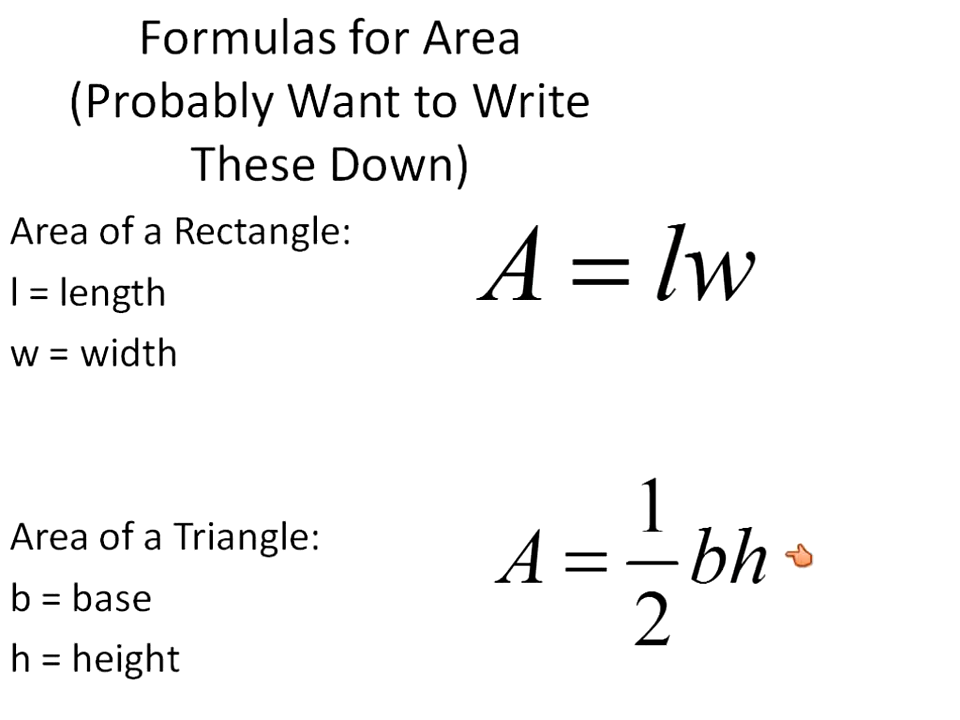 Formulas for Area
(Probably Want to Write
These Down)
Area of a Rectangle:
l = length
w = width
A = lw
Area of a Triangle:
b = base
h = height
A = 1/2 bh